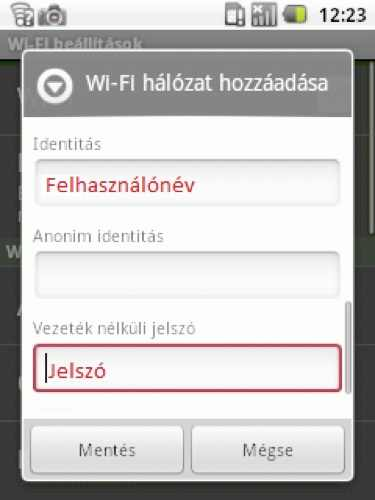 12:23
Wi-Fi beállítások
Wi-Fi hálózat hozzáadása
Identitás
Felhasználónév
Anonim identitás
Vezeték nélküli jelszó
Jelszó
Mentés
Mégse